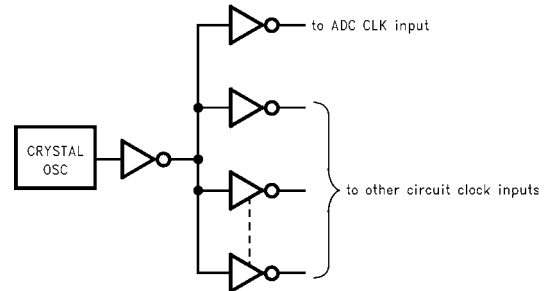 to ADC CLK input
CRYSTAL
OSC
to other circuit clock inputs